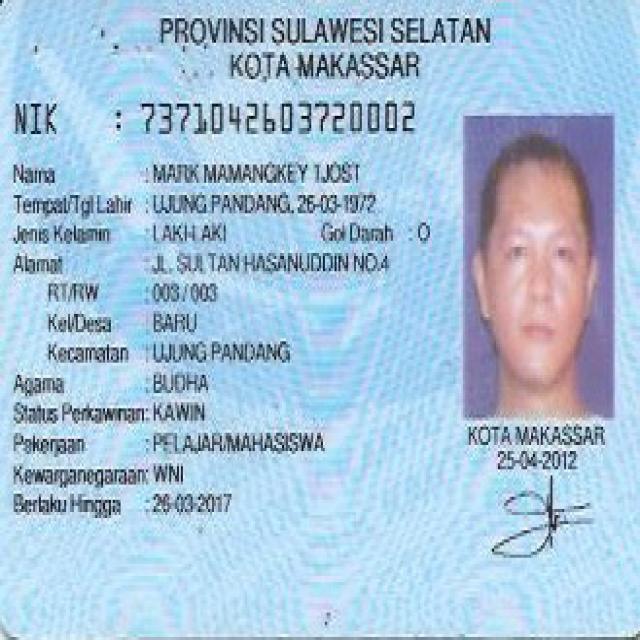 PROVINSI SULAWESI SELATAN
KOTA MAKASSAR
NIK : 7371042603720002
Nama : MARK MAMANGKEY TJOST
Tempat/Tgl Lahir : UJUNG PANDANG, 26-03-1972
Jenis Kelamin : LAKI-LAKI Gol Darah : O
Alamat : JL. SULTAN HASANUDDIN NO.4
RT/RW : 003 / 003
Kel/Desa : BARU
Kecamatan : UJUNG PANDANG
Agama : BUDHA
Status Perkawinan: KAWIN
Pekerjaan : PELAJAR/MAHASISWA
Kewarganegaraan: WNI
Berlaku Hingga : 26-03-2017
KOTA MAKASSAR
25-04-2012